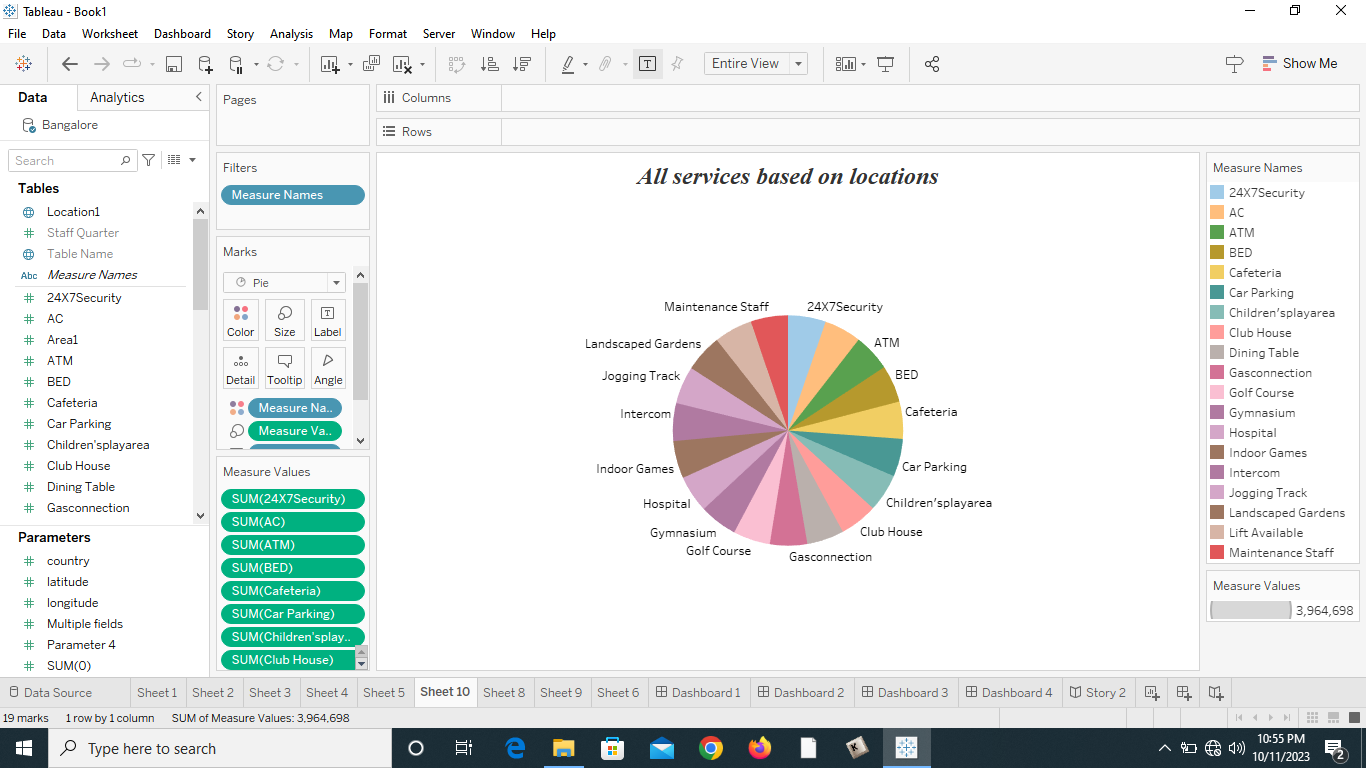 Tableau - Book1
File Data Worksheet Dashboard Story Analysis Map Format Server Window Help
Entire View
Show Me
Data Analytics
Bangalore
Search
Tables
Location1
Staff Quarter
Table Name
Abc Measure Names
24X7Security
AC
Area1
ATM
BED
Cafeteria
Car Parking
Children'splayarea
Club House
Dining Table
Gasconnection
Parameters
country
latitude
longitude
Multiple fields
Parameter 4
SUM(0)
Pages
Filters
Measure Names
Marks
Pie
Color Size Label
Detail Tooltip Angle
Measure Na..
Measure Va..
Measure Values
SUM(24X7Security)
SUM(AC)
SUM(ATM)
SUM(BED)
SUM(Cafeteria)
SUM(Car Parking)
SUM(Children'splay..
SUM(Club House)
Columns
Rows
All services based on locations
Maintenance Staff 24X7Security
Landscaped Gardens ATM
Jogging Track BED
Intercom Cafeteria
Indoor Games Car Parking
Hospital Children'splayarea
Gymnasium Club House
Golf Course Gasconnection
Measure Names
24X7Security
AC
ATM
BED
Cafeteria
Car Parking
Children'splayarea
Club House
Dining Table
Gasconnection
Golf Course
Gymnasium
Hospital
Indoor Games
Intercom
Jogging Track
Landscaped Gardens
Lift Available
Maintenance Staff
Measure Values
3,964,698
Data Source Sheet 1 Sheet 2 Sheet 3 Sheet 4 Sheet 5 Sheet 10 Sheet 8 Sheet 9 Sheet 6 Dashboard 1 Dashboard 2 Dashboard 3 Dashboard 4 Story 2
19 marks 1 row by 1 column SUM of Measure Values: 3,964,698
Type here to search
10:55 PM
10/11/2023
2